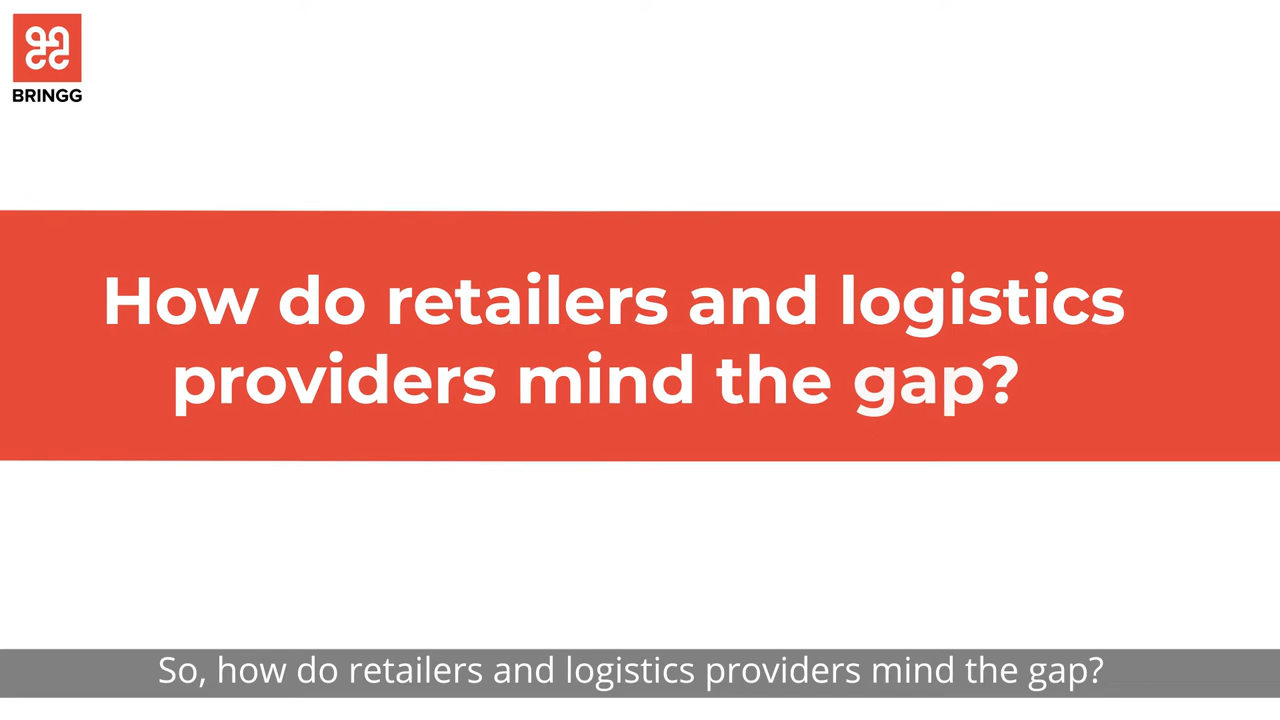 BRINGG
How do retailers and logistics
providers mind the gap?
So, how do retailers and logistics providers mind the gap?